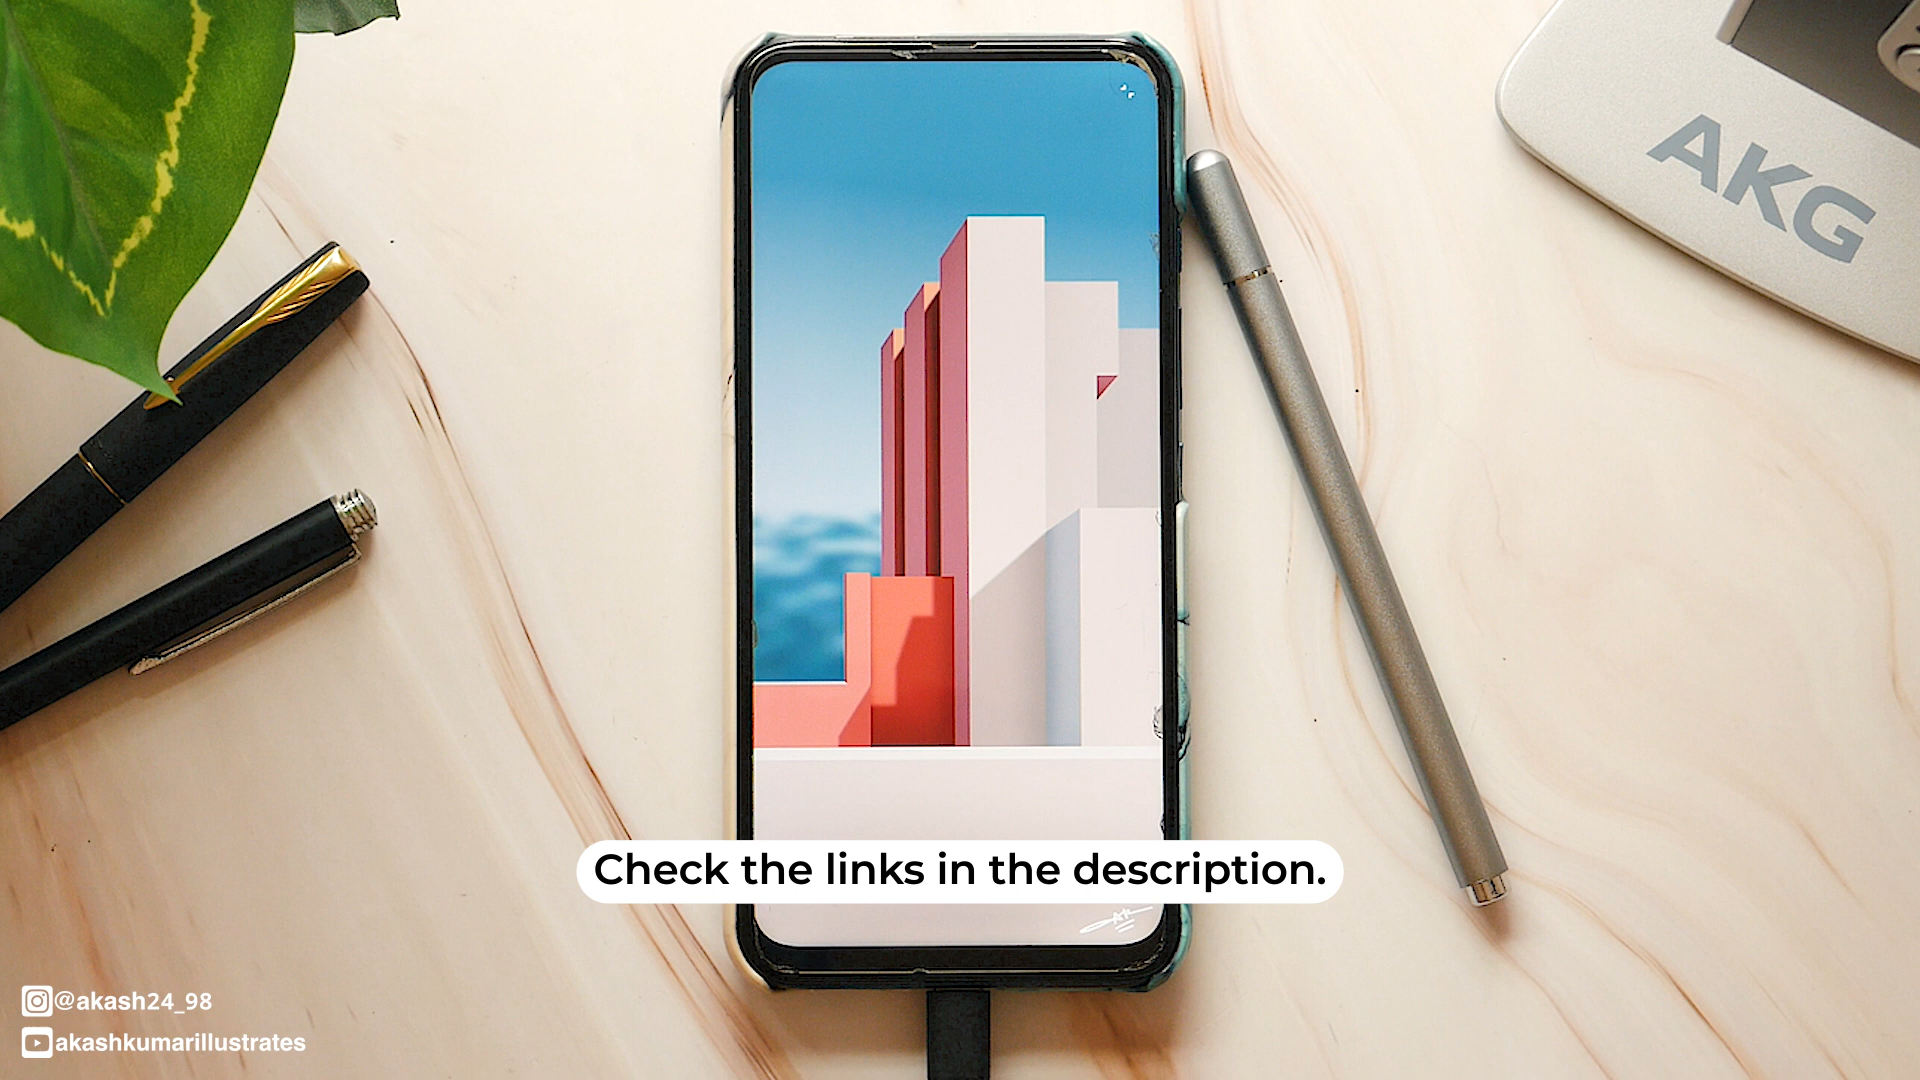 AKG
Check the links in the description.
@akash24_98
akashkumarillustrates